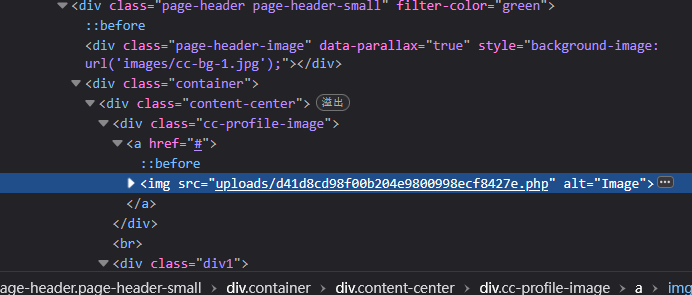 <div class="page-header page-header-small" filter-color="green">
::before
<div class="page-header-image" data-parallax="true" style="background-image:
url('images/cc-bg-1.jpg');"></div>
<div class="container">
<div class="content-center"> 溢出
<div class="cc-profile-image">
<a href="#">
::before
<img src="uploads/d41d8cd98f00b204e9800998ecf8427e.php" alt="Image">
</a>
</div>
<br>
<div class="div1">
age-header.page-header-small > div.container > div.content-center > div.cc-profile-image > a > img